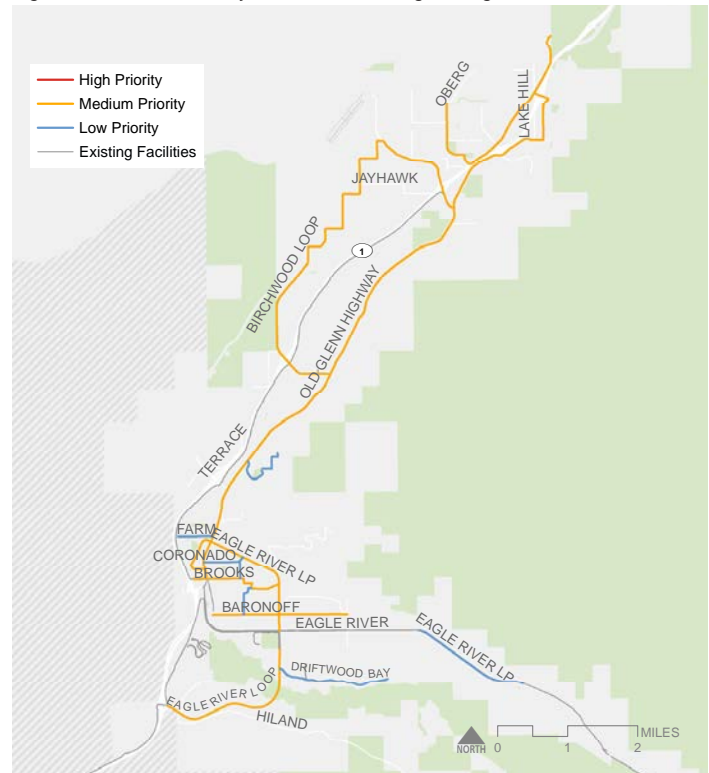 High Priority
Medium Priority
Low Priority
Existing Facilities
OBERG
LAKE HILL
JAYHAWK
BIRCHWOOD LOOP
1
OLD GLENN HIGHWAY
TERRACE
FARM
EAGLE RIVER LP
CORONADO
BROOKS
BARONOFF
EAGLE RIVER
EAGLE RIVER LP
DRIFTWOOD BAY
EAGLE RIVER LOOP
HILAND
NORTH
0 1 2
MILES